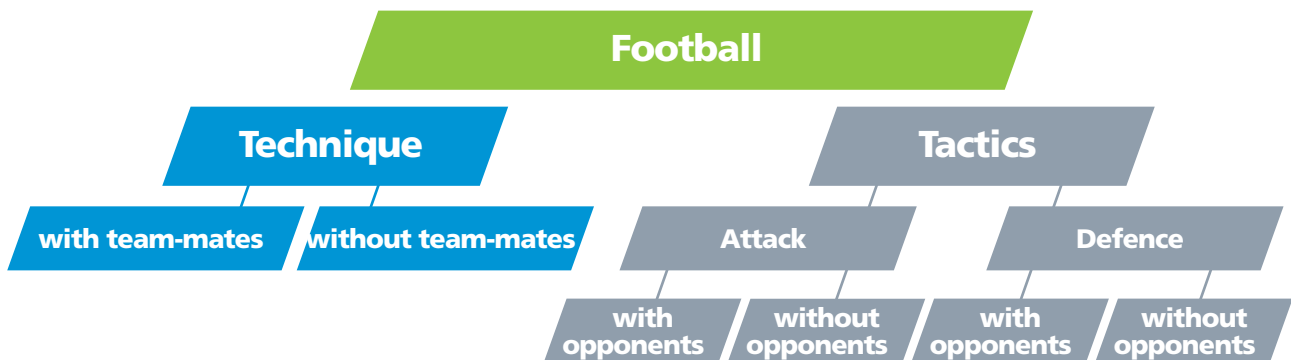 Football
Technique
Tactics
with team-mates
without team-mates
Attack
Defence
with
opponents
without
opponents
with
opponents
without
opponents